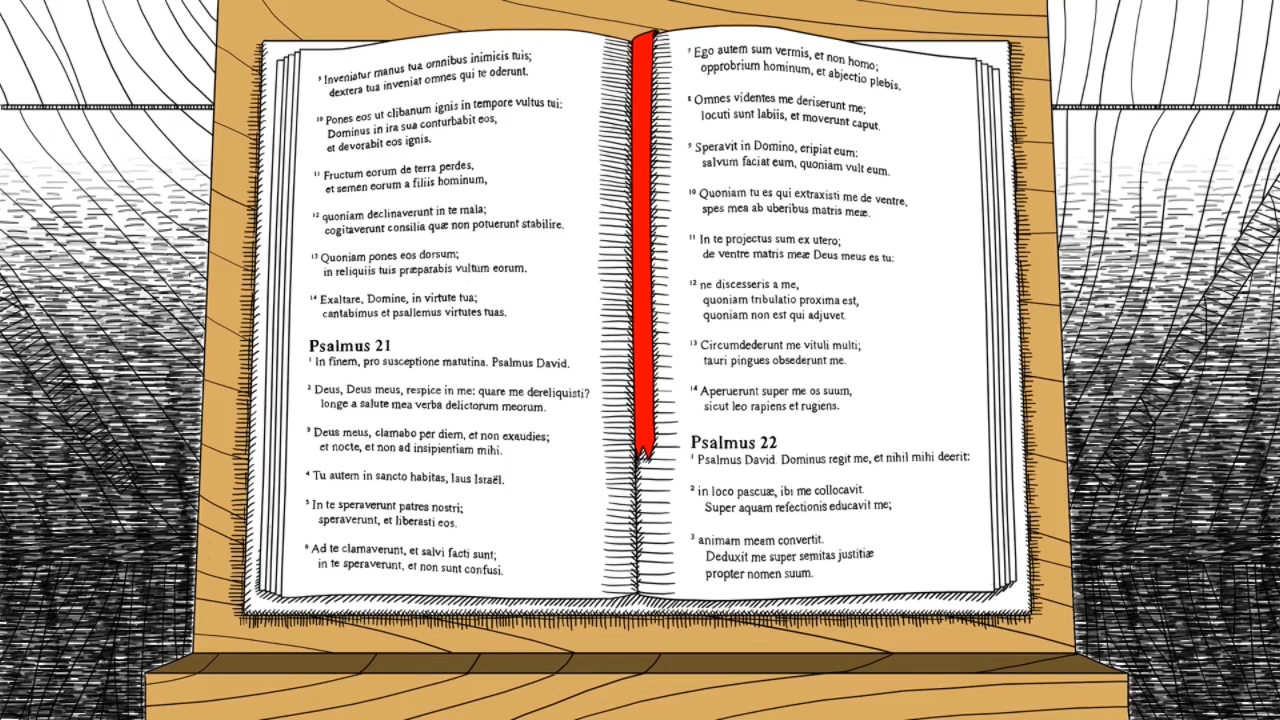 9 Inveniatur manus tua omnibus inimicis tuis;
dextera tua inveniat omnes qui te oderunt.
10 Pones eos ut clibanum ignis in tempore vultus tui:
Dominus in ira sua conturbabit eos,
et devorabit eos ignis.
11 Fructum eorum de terra perdes,
et semen eorum a filiis hominum,
12 quoniam declinaverunt in te mala;
cogitaverunt consilia quæ non potuerunt stabilire.
13 Quoniam pones eos dorsum;
in reliquiis tuis præparabis vultum eorum.
14 Exaltare, Domine, in virtute tua;
cantabimus et psallemus virtutes tuas.
Psalmus 21
1 In finem, pro susceptione matutina. Psalmus David.
2 Deus, Deus meus, respice in me: quare me dereliquisti?
longe a salute mea verba delictorum meorum.
3 Deus meus, clamabo per diem, et non exaudies;
et nocte, et non ad insipientiam mihi.
4 Tu autem in sancto habitas, laus Israël.
5 In te speraverunt patres nostri;
speraverunt, et liberasti eos.
6 Ad te clamaverunt, et salvi facti sunt;
in te speraverunt, et non sunt confusi.
7 Ego autem sum vermis, et non homo;
opprobrium hominum, et abjectio plebis.
8 Omnes videntes me deriserunt me;
locuti sunt labiis, et moverunt caput.
9 Speravit in Domino, eripiat eum;
salvum faciat eum, quoniam vult eum.
10 Quoniam tu es qui extraxisti me de ventre,
spes mea ab uberibus matris meæ.
11 In te projectus sum ex utero;
de ventre matris meæ Deus meus es tu:
12 ne discesseris a me,
quoniam tribulatio proxima est,
quoniam non est qui adjuvet.
13 Circumdederunt me vituli multi;
tauri pingues obsederunt me.
14 Aperuerunt super me os suum,
sicut leo rapiens et rugiens.
Psalmus 22
1 Psalmus David. Dominus regit me, et nihil mihi deerit:
2 in loco pascuæ, ibi me collocavit.
Super aquam refectionis educavit me;
3 animam meam convertit.
Deduxit me super semitas justitiæ
propter nomen suum.